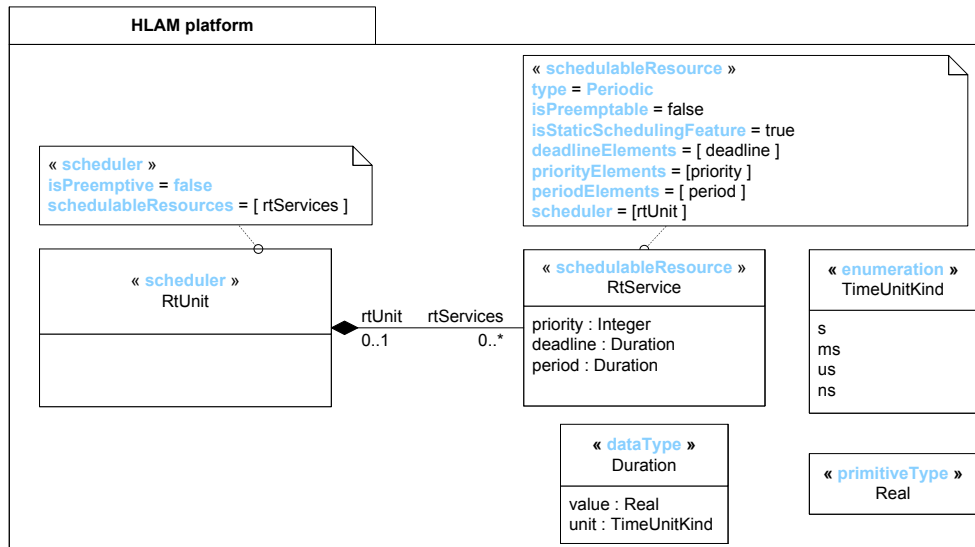 HLAM platform
« schedulableResource »
type = Periodic
isPreemptable = false
isStaticSchedulingFeature = true
deadlineElements = [ deadline ]
priorityElements = [priority ]
periodElements = [ period ]
scheduler = [rtUnit ]
« scheduler »
isPreemptive = false
schedulableResources = [ rtServices ]
« scheduler »
RtUnit
rtUnit
0..1
rtServices
0..*
« schedulableResource »
RtService
priority : Integer
deadline : Duration
period : Duration
« enumeration »
TimeUnitKind
s
ms
us
ns
« dataType »
Duration
value : Real
unit : TimeUnitKind
« primitiveType »
Real